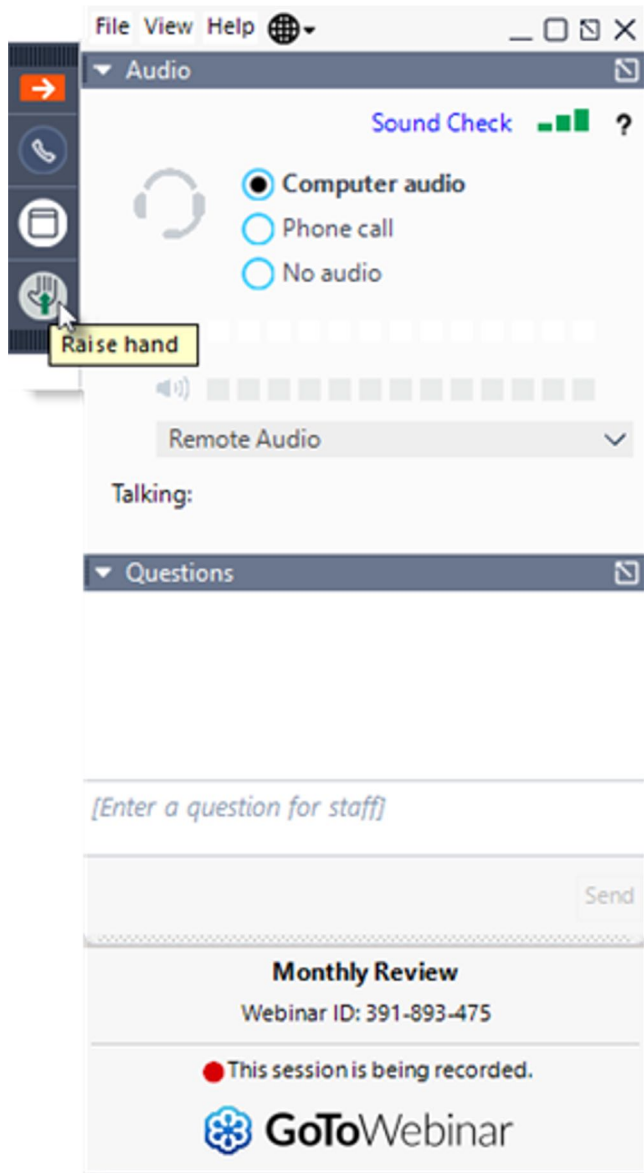 File View Help
Audio
Sound Check ?
Computer audio
Phone call
No audio
Raise hand
Remote Audio
Talking:
Questions
[Enter a question for staff]
Send
Monthly Review
Webinar ID: 391-893-475
This session is being recorded.
GoToWebinar